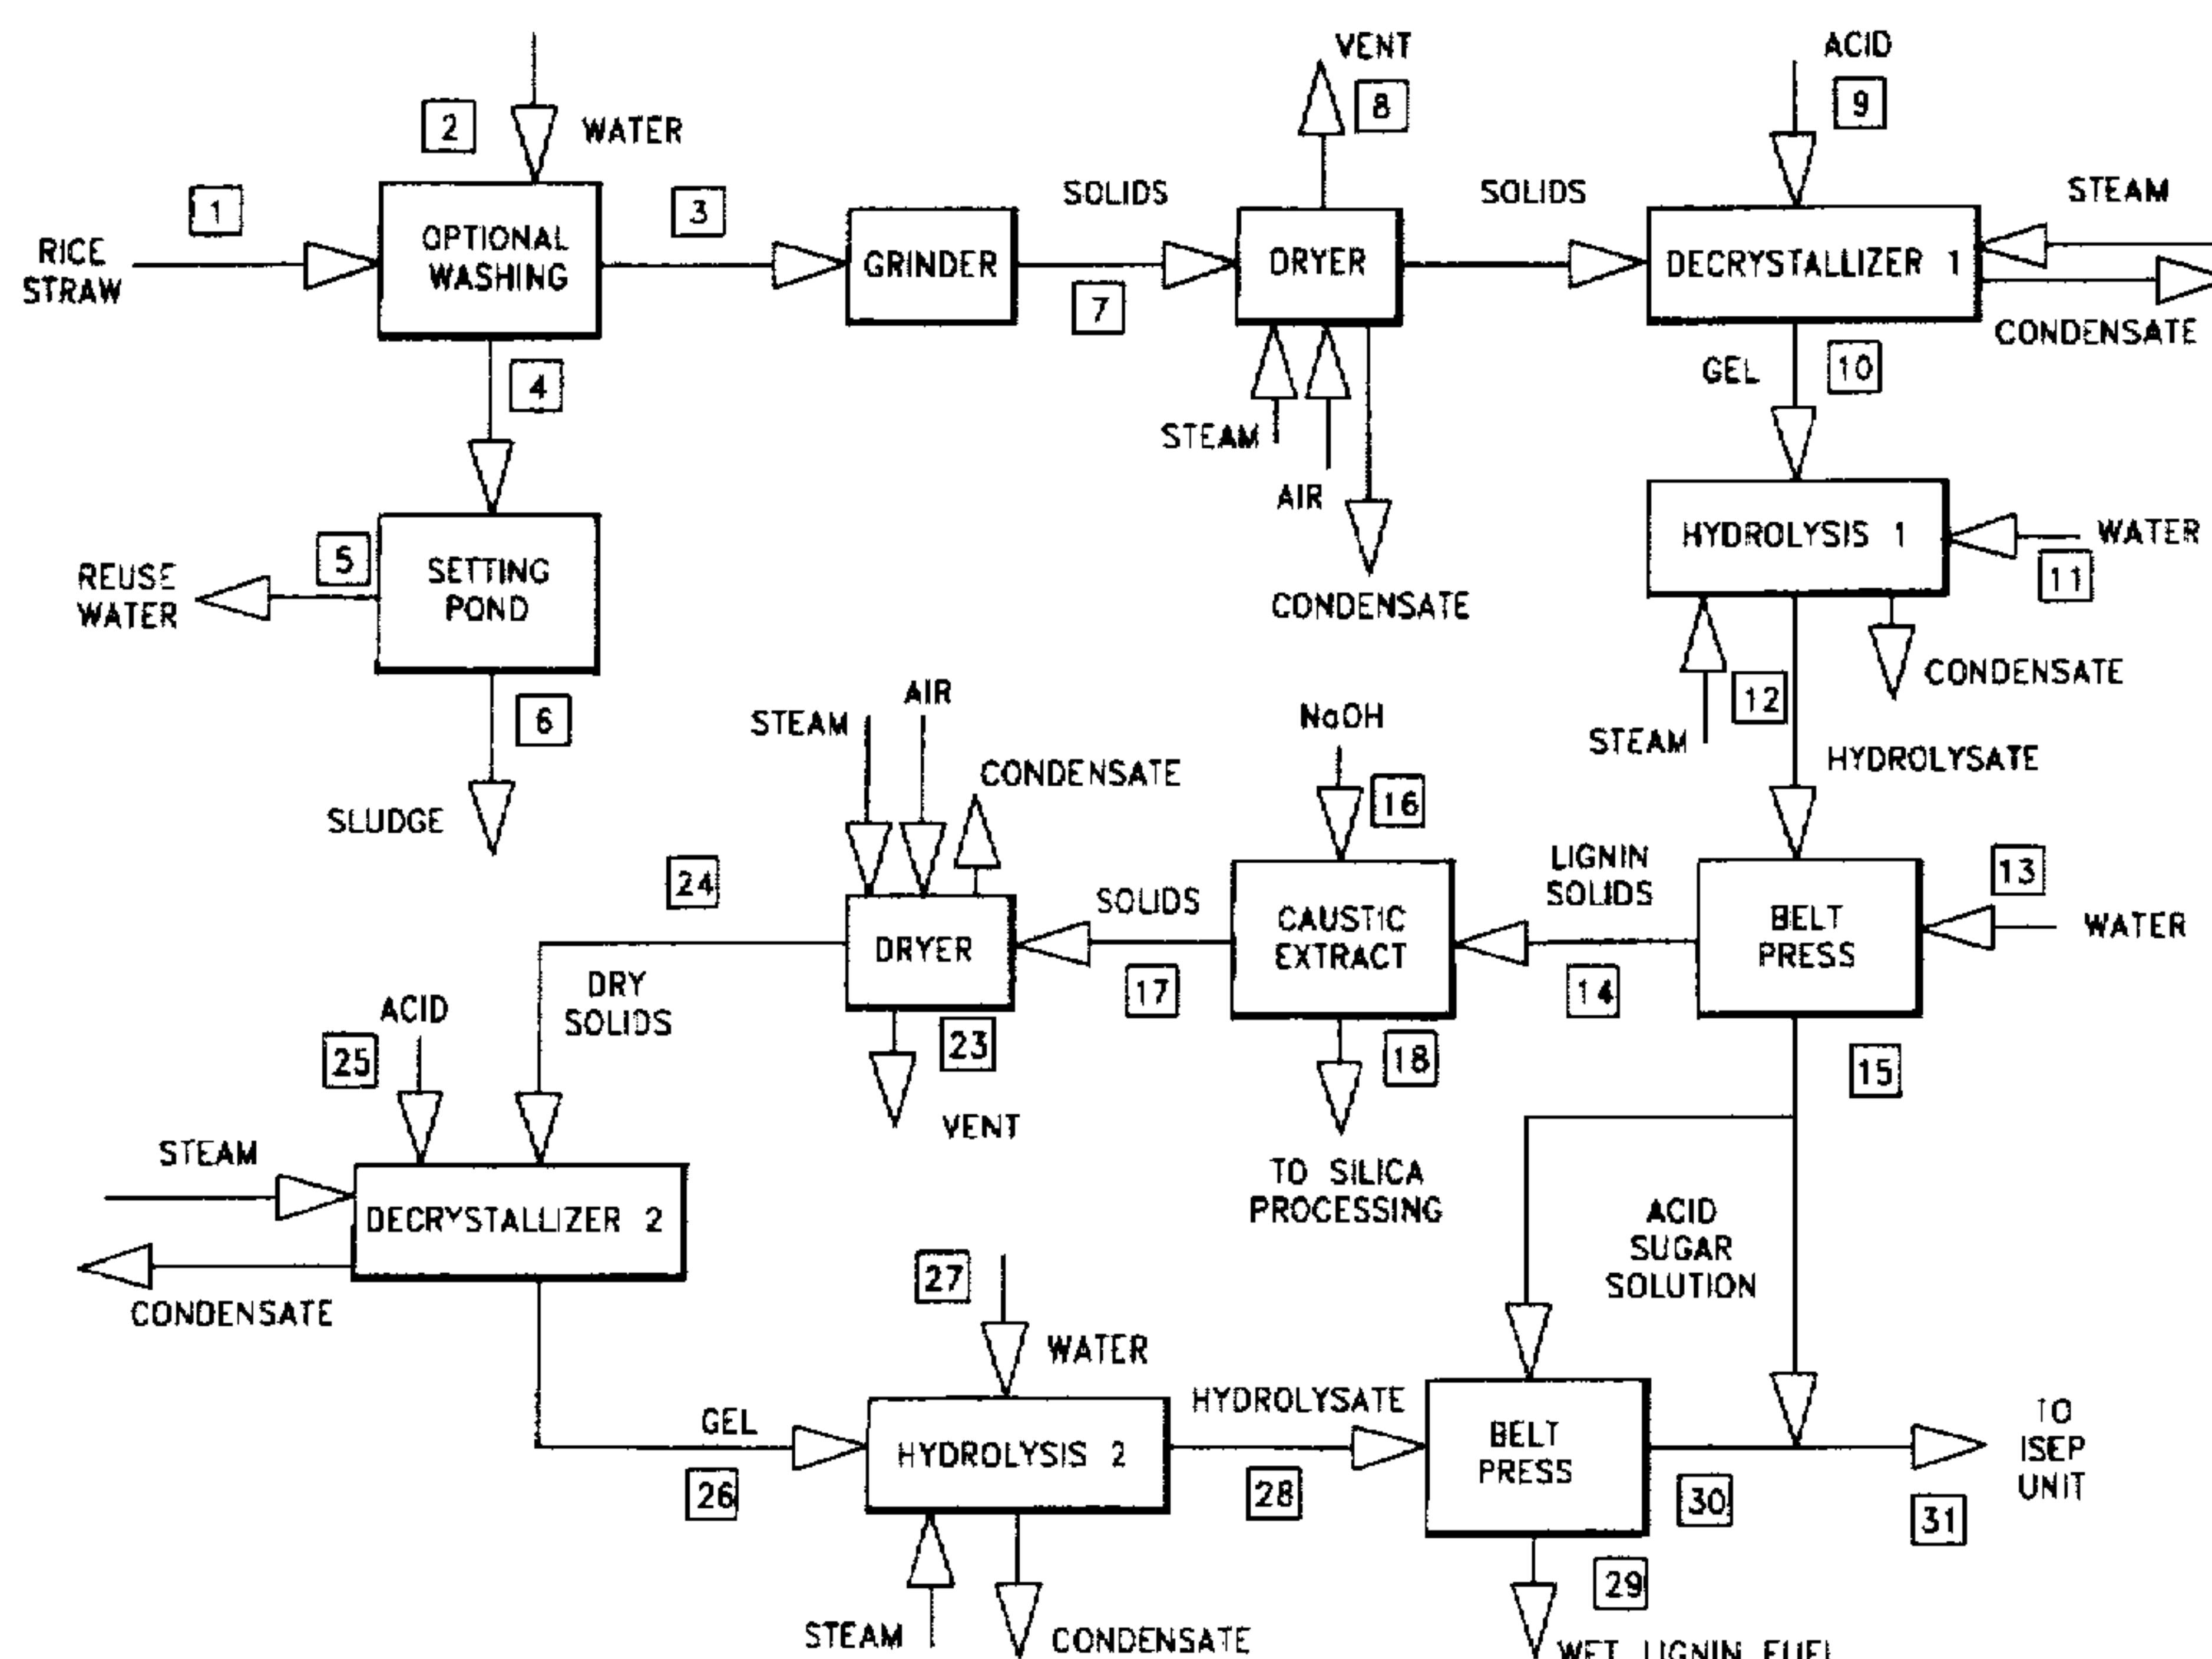 VENT
8
ACID
9
2
WATER
1
3
SOLIDS
SOLIDS
STEAM
RICE
STRAW
OPTIONAL
WASHING
GRINDER
DRYER
DECRYSTALLIZER 1
7
CONDENSATE
4
GEL
10
STEAM
AIR
HYDROLYSIS 1
WATER
11
5
REUSE
WATER
SETTING
POND
CONDENSATE
CONDENSATE
12
STEAM
HYDROLYSATE
6
SLUDGE
STEAM
AIR
CONDENSATE
NaOH
16
24
SOLIDS
LIGNIN
SOLIDS
13
DRYER
CAUSTIC
EXTRACT
BELT
PRESS
WATER
17
14
DRY
SOLIDS
ACID
25
23
VENT
18
15
STEAM
DECRYSTALLIZER 2
TO SILICA
PROCESSING
ACID
SUGAR
SOLUTION
CONDENSATE
27
WATER
GEL
HYDROLYSATE
26
HYDROLYSIS 2
28
BELT
PRESS
30
TO
ISEP
UNIT
31
29
STEAM
CONDENSATE
WET LIGNIN FUEL